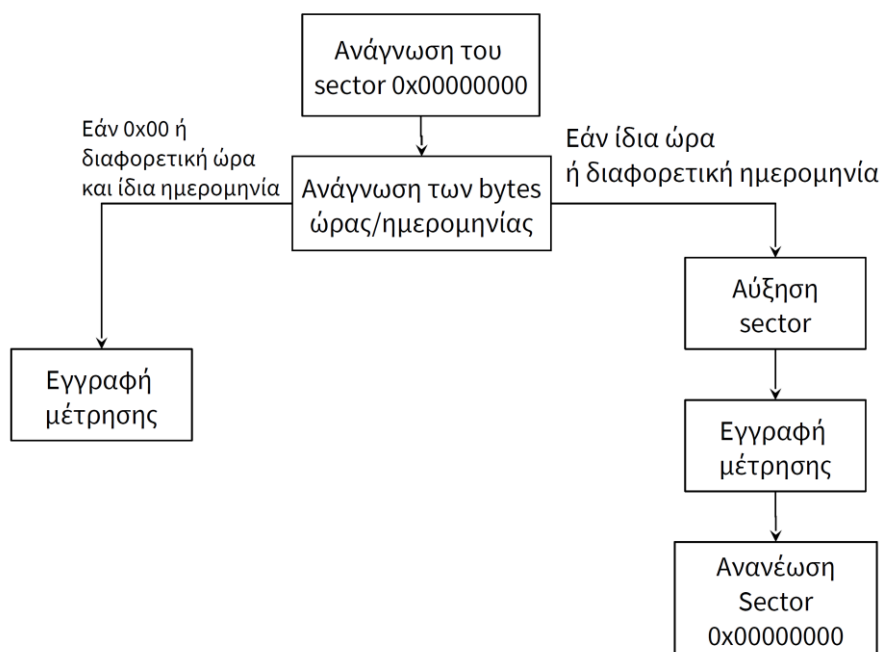 Ανάγνωση του
sector 0x00000000
Εάν 0x00 ή
διαφορετική ώρα
και ίδια ημερομηνία
Εάν ίδια ώρα
ή διαφορετική ημερομηνία
Ανάγνωση των bytes
ώρας/ημερομηνίας
Αύξηση
sector
Εγγραφή
μέτρησης
Εγγραφή
μέτρησης
Ανανέωση
Sector
0x00000000